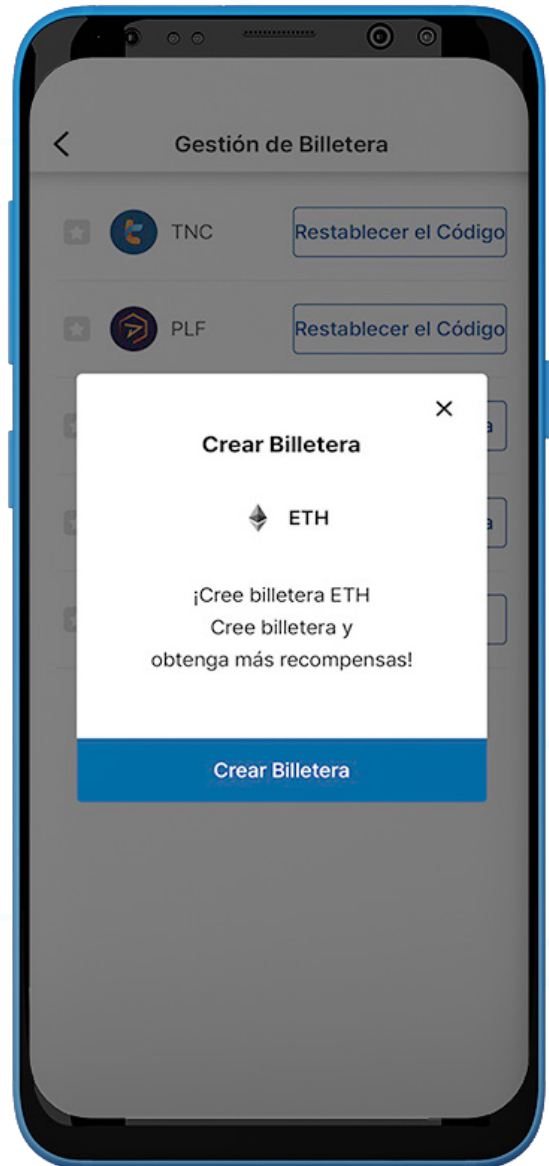 Gestión de Billetera
TNC
Restablecer el Código
PLF
Restablecer el Código
Crear Billetera
ETH
¡Cree billetera ETH
Cree billetera y
obtenga más recompensas!
Crear Billetera